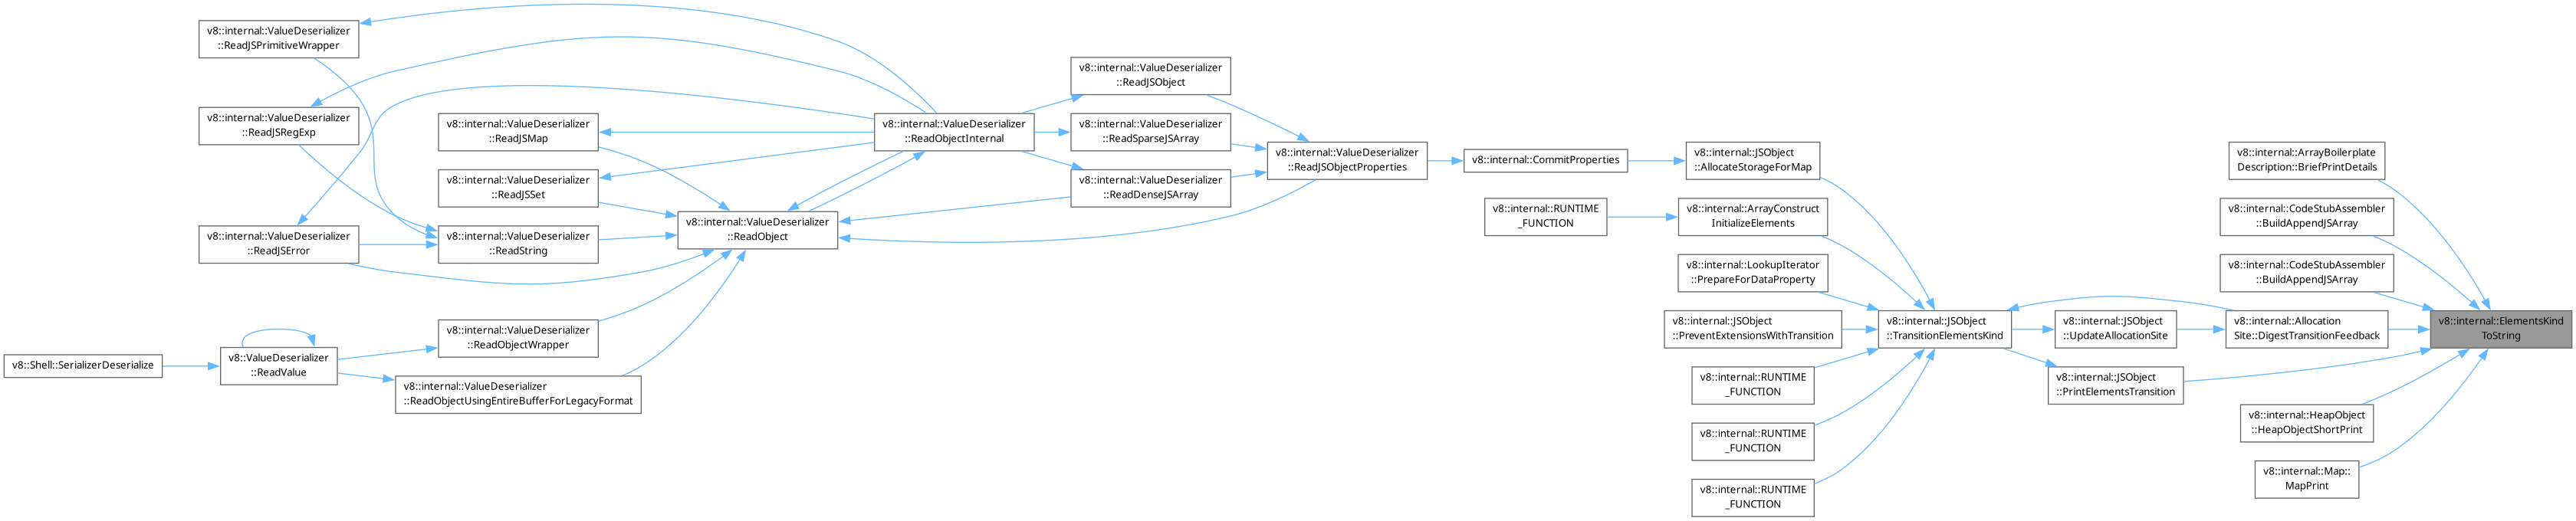 v8::internal::ValueDeserializer
::ReadJSPrimitiveWrapper
v8::internal::ValueDeserializer
::ReadJSRegExp
v8::internal::ValueDeserializer
::ReadJSError
v8::Shell::SerializerDeserialize
v8::ValueDeserializer
::ReadValue
v8::internal::ValueDeserializer
::ReadJSMap
v8::internal::ValueDeserializer
::ReadJSSet
v8::internal::ValueDeserializer
::ReadString
v8::internal::ValueDeserializer
::ReadObjectWrapper
v8::internal::ValueDeserializer
::ReadObjectUsingEntireBufferForLegacyFormat
v8::internal::ValueDeserializer
::ReadObject
v8::internal::ValueDeserializer
::ReadObjectInternal
v8::internal::ValueDeserializer
::ReadJSObject
v8::internal::ValueDeserializer
::ReadSparseJSArray
v8::internal::ValueDeserializer
::ReadDenseJSArray
v8::internal::ValueDeserializer
::ReadJSObjectProperties
v8::internal::CommitProperties
v8::internal::RUNTIME
_FUNCTION
v8::internal::JSObject
::AllocateStorageForMap
v8::internal::ArrayConstruct
InitializeElements
v8::internal::LookupIterator
::PrepareForDataProperty
v8::internal::JSObject
::PreventExtensionsWithTransition
v8::internal::RUNTIME
_FUNCTION
v8::internal::RUNTIME
_FUNCTION
v8::internal::RUNTIME
_FUNCTION
v8::internal::JSObject
::TransitionElementsKind
v8::internal::JSObject
::UpdateAllocationSite
v8::internal::JSObject
::PrintElementsTransition
v8::internal::ArrayBoilerplate
Description::BriefPrintDetails
v8::internal::CodeStubAssembler
::BuildAppendJSArray
v8::internal::CodeStubAssembler
::BuildAppendJSArray
v8::internal::Allocation
Site::DigestTransitionFeedback
v8::internal::HeapObject
::HeapObjectShortPrint
v8::internal::Map::
MapPrint
v8::internal::ElementsKind
ToString